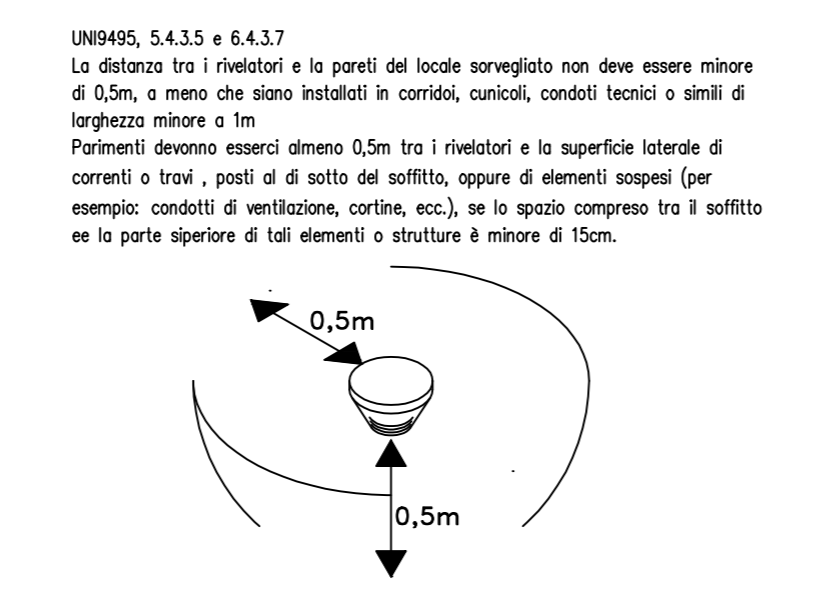 UNI9495, 5.4.3.5 e 6.4.3.7
La distanza tra i rivelatori e la pareti del locale sorvegliato non deve essere minore
di 0,5m, a meno che siano installati in corridoi, cunicoli, condoti tecnici o simili di
larghezza minore a 1m
Parimenti devonno esserci almeno 0,5m tra i rivelatori e la superficie laterale di
correnti o travi , posti al di sotto del soffitto, oppure di elementi sospesi (per
esempio: condotti di ventilazione, cortine, ecc.), se lo spazio compreso tra il soffitto
ee la parte siperiore di tali elementi o strutture è minore di 15cm.
0,5m
0,5m